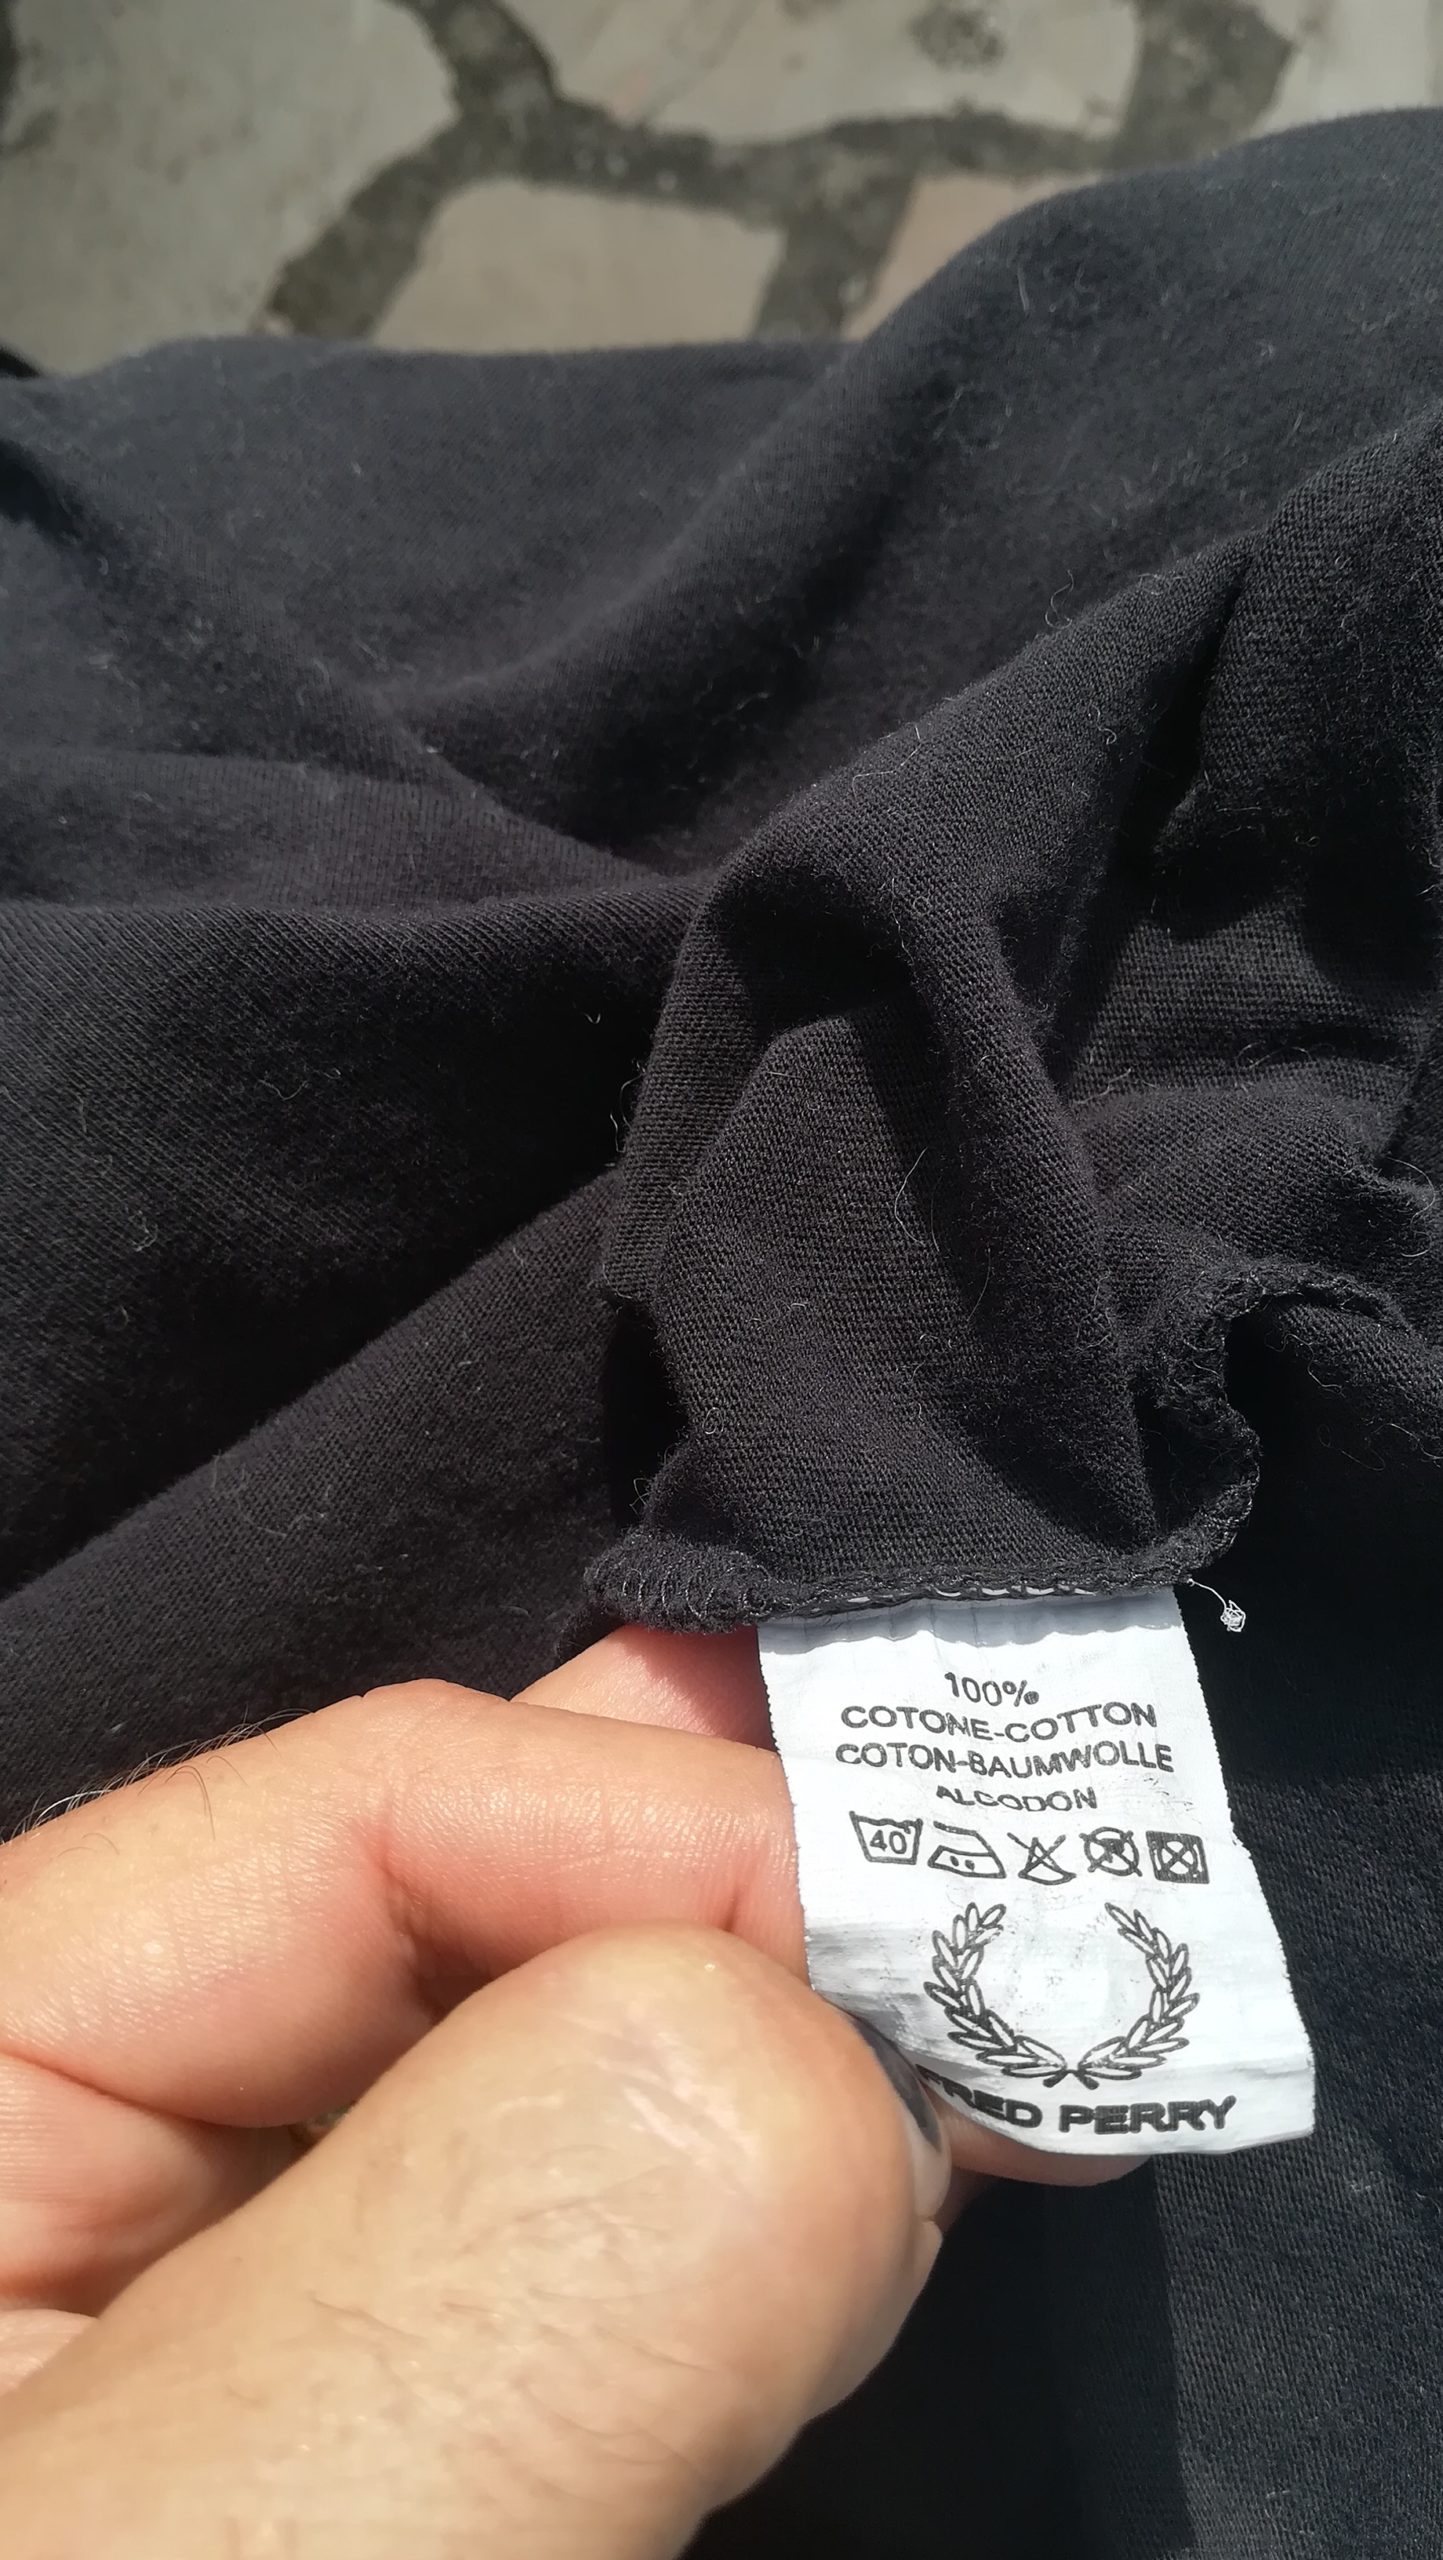 100%
COTONE-COTTON
COTON-BAUMWOLLE
ALGODON
40
FRED PERRY